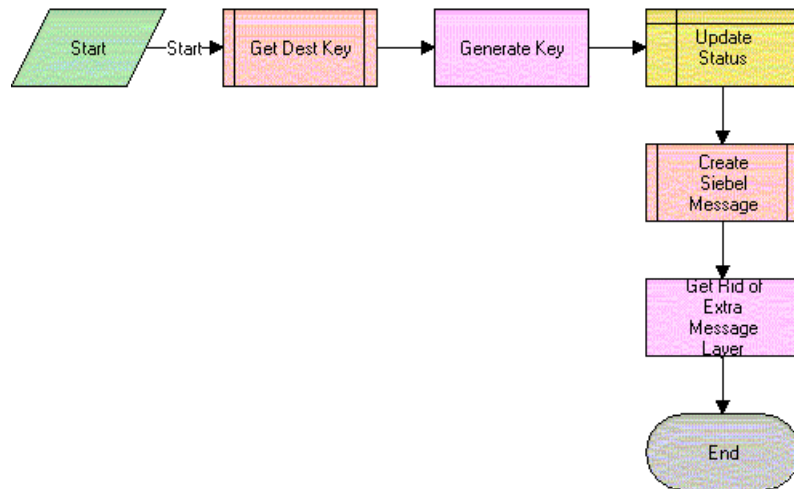 Start
Start
Get Dest Key
Generate Key
Update
Status
Create
Siebel
Message
Get Rid of
Extra
Message
Layer
End